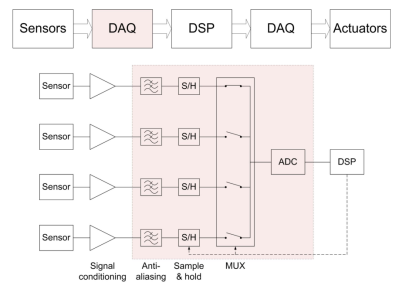 Sensors DAQ DSP DAQ Actuators
Sensor S/H
Sensor S/H
ADC DSP
Sensor S/H
Sensor S/H
Signal conditioning
Anti-aliasing
Sample & hold
MUX